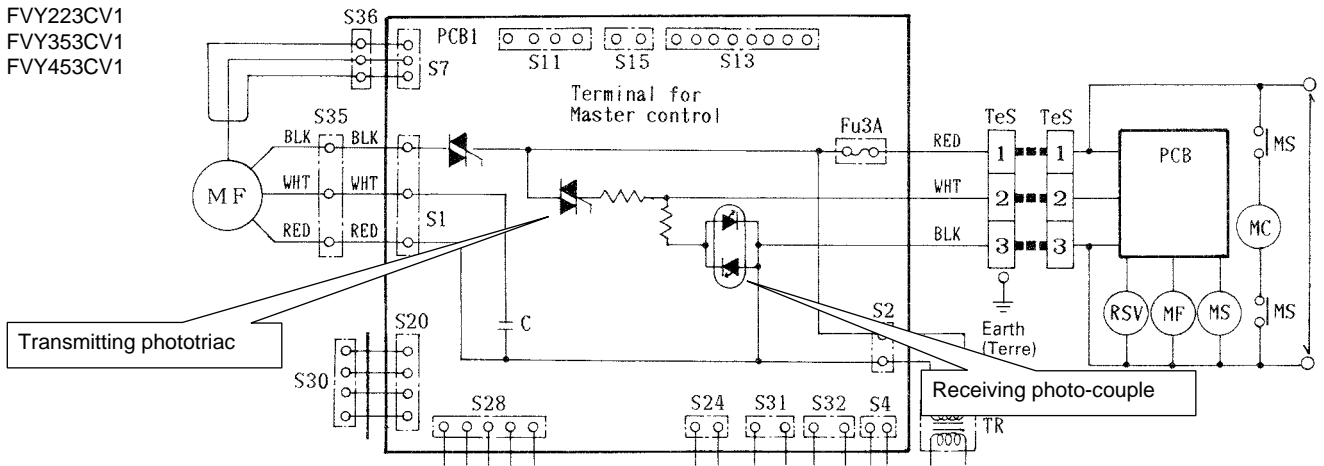 FVY223CV1
FVY353CV1
FVY453CV1
S36
PCB1
S7
S11
S15
S13
Terminal for
Master control
Fu3A
S35
BLK
BLK
WHT
WHT
RED
RED
MF
S1
RED
WHT
BLK
TeS
TeS
1
1
2
2
3
3
PCB
MS
MC
MS
RSV
MF
MS
Earth
(Terre)
Transmitting phototriac
C
S2
Receiving photo-couple
S20
S30
S28
S24
S31
S32
S4
TR